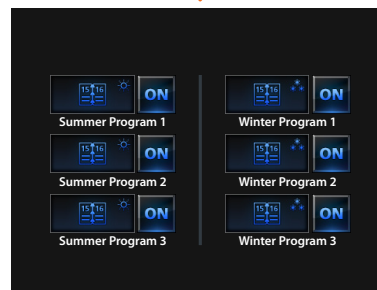 15 16 ON 15 16 ON
Summer Program 1 Winter Program 1
15 16 ON 15 16 ON
Summer Program 2 Winter Program 2
15 16 ON 15 16 ON
Summer Program 3 Winter Program 3